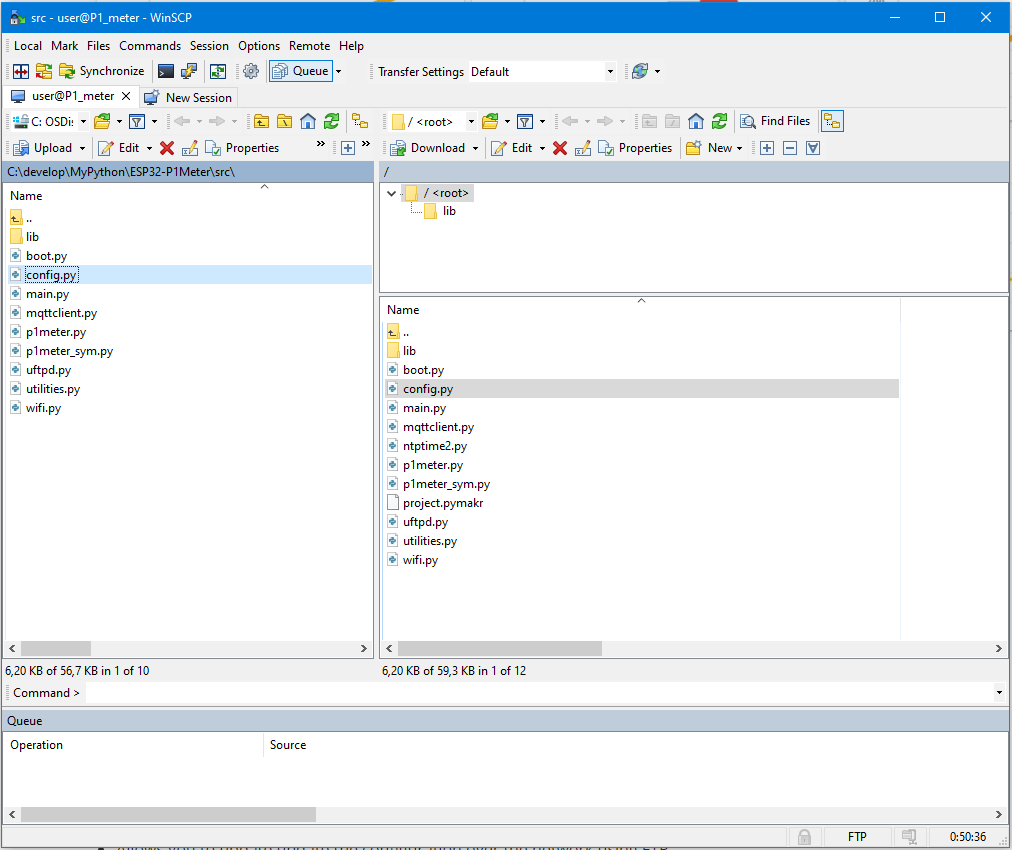 src - user@P1_meter - WinSCP
Local Mark Files Commands Session Options Remote Help
Synchronize Queue Transfer Settings Default
user@P1_meter New Session
C: OSDis / <root> Find Files
Upload Edit Properties » » Download Edit Properties New
C:\develop\MyPython\ESP32-P1Meter\src\
Name
..
lib
boot.py
config.py
main.py
mqttclient.py
p1meter.py
p1meter_sym.py
uftpd.py
utilities.py
wifi.py
6,20 KB of 56,7 KB in 1 of 10
/
/ <root>
lib
Name
..
lib
boot.py
config.py
main.py
mqttclient.py
ntptime2.py
p1meter.py
p1meter_sym.py
project.pymakr
uftpd.py
utilities.py
wifi.py
6,20 KB of 59,3 KB in 1 of 12
Command >
Queue
Operation Source
FTP 0:50:36